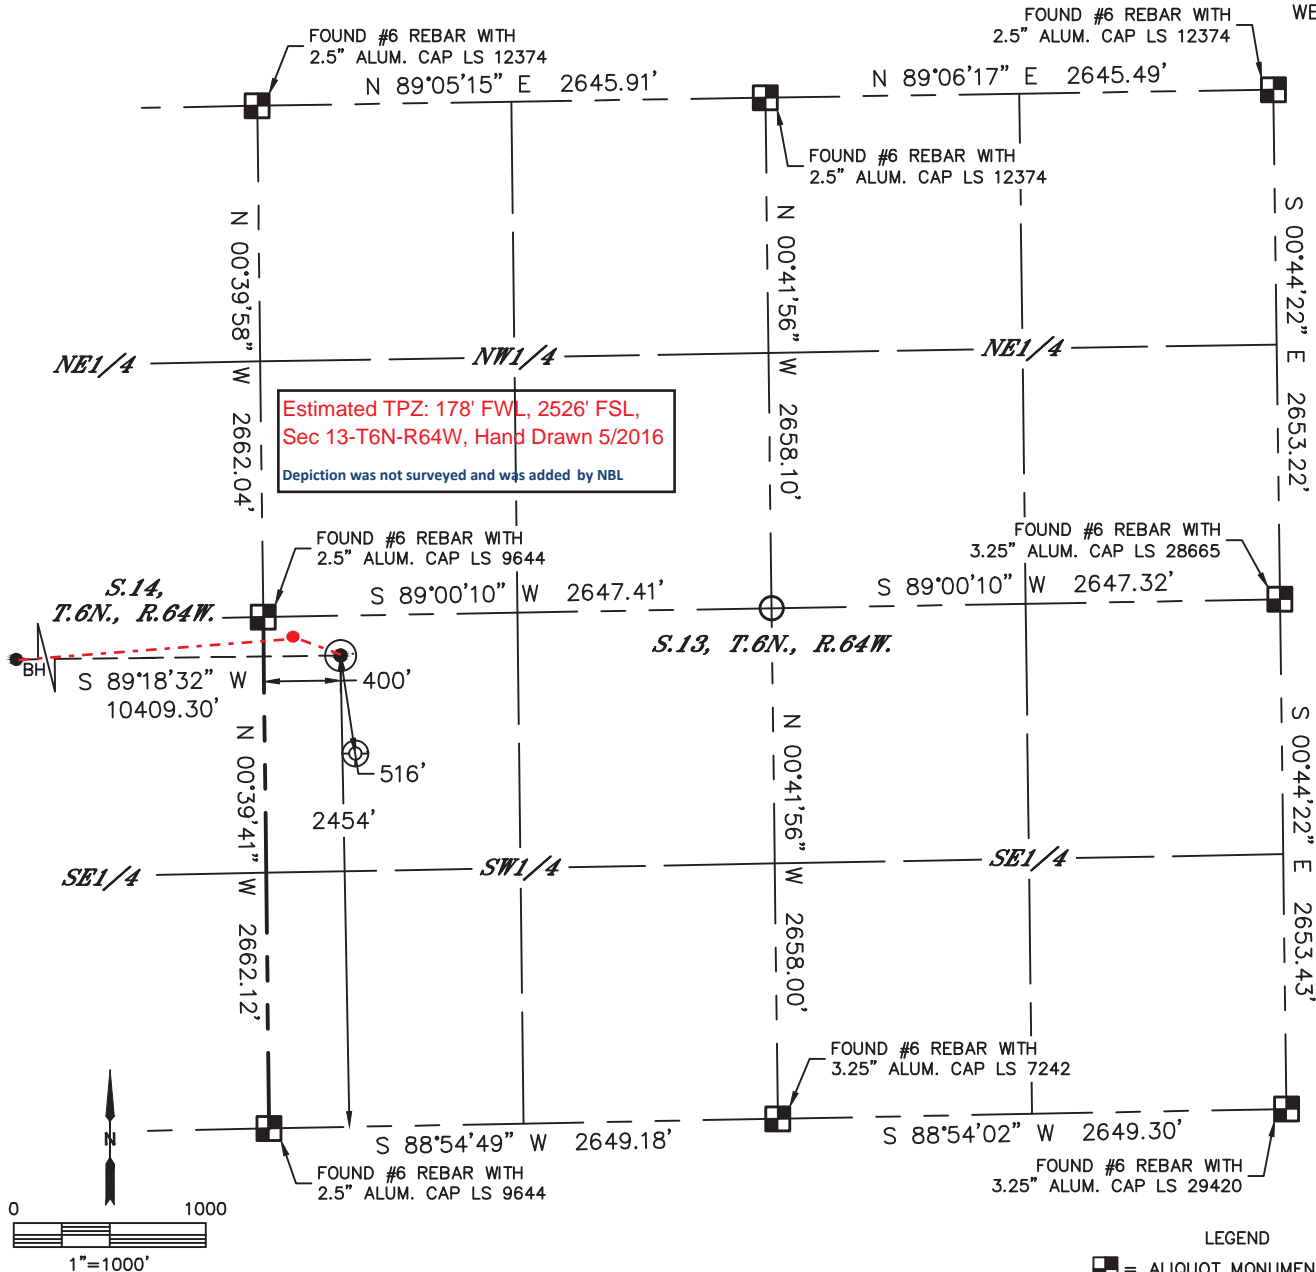 FOUND #6 REBAR WITH
2.5" ALUM. CAP LS 12374
FOUND #6 REBAR WITH
2.5" ALUM. CAP LS 12374
WE
N 89°05'15" E 2645.91'
N 89°06'17" E 2645.49'
FOUND #6 REBAR WITH
2.5" ALUM. CAP LS 12374
N 00°39'58" W 2662.04'
N 00°41'56" W 2658.10'
S 00°44'22" E 2653.22'
NE1/4
NW1/4
NE1/4
Estimated TPZ: 178' FWL, 2526' FSL,
Sec 13-T6N-R64W, Hand Drawn 5/2016
Depiction was not surveyed and was added by NBL
FOUND #6 REBAR WITH
2.5" ALUM. CAP LS 9644
FOUND #6 REBAR WITH
3.25" ALUM. CAP LS 28665
S.14,
T.6N., R.64W.
S 89°00'10" W 2647.41'
S 89°00'10" W 2647.32'
S.13, T.6N., R.64W.
BH
S 89°18'32" W
10409.30'
400'
516'
2454'
N 00°39'41" W 2662.12'
N 00°41'56" W 2658.00'
S 00°44'22" E 2653.43'
SE1/4
SW1/4
SE1/4
FOUND #6 REBAR WITH
3.25" ALUM. CAP LS 7242
N
S 88°54'49" W 2649.18'
S 88°54'02" W 2649.30'
FOUND #6 REBAR WITH
2.5" ALUM. CAP LS 9644
FOUND #6 REBAR WITH
3.25" ALUM. CAP LS 29420
0 1000
1"=1000'
LEGEND
= ALIQUOT MONUMEN